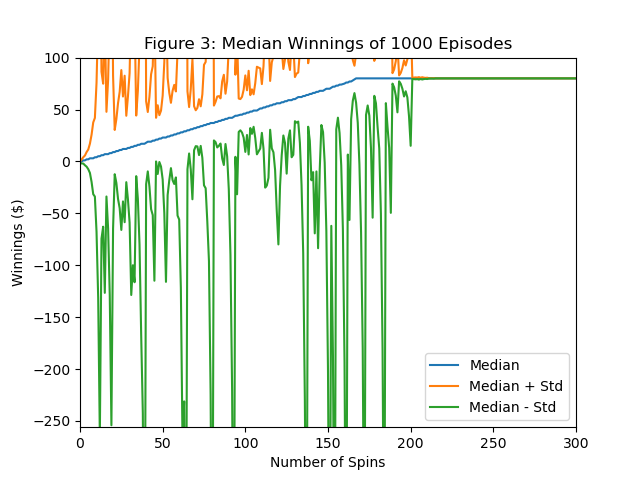 Figure 3: Median Winnings of 1000 Episodes
100
50
0
−50
−100
−150
−200
−250
Winnings ($)
0 50 100 150 200 250 300
Number of Spins
Median
Median + Std
Median - Std